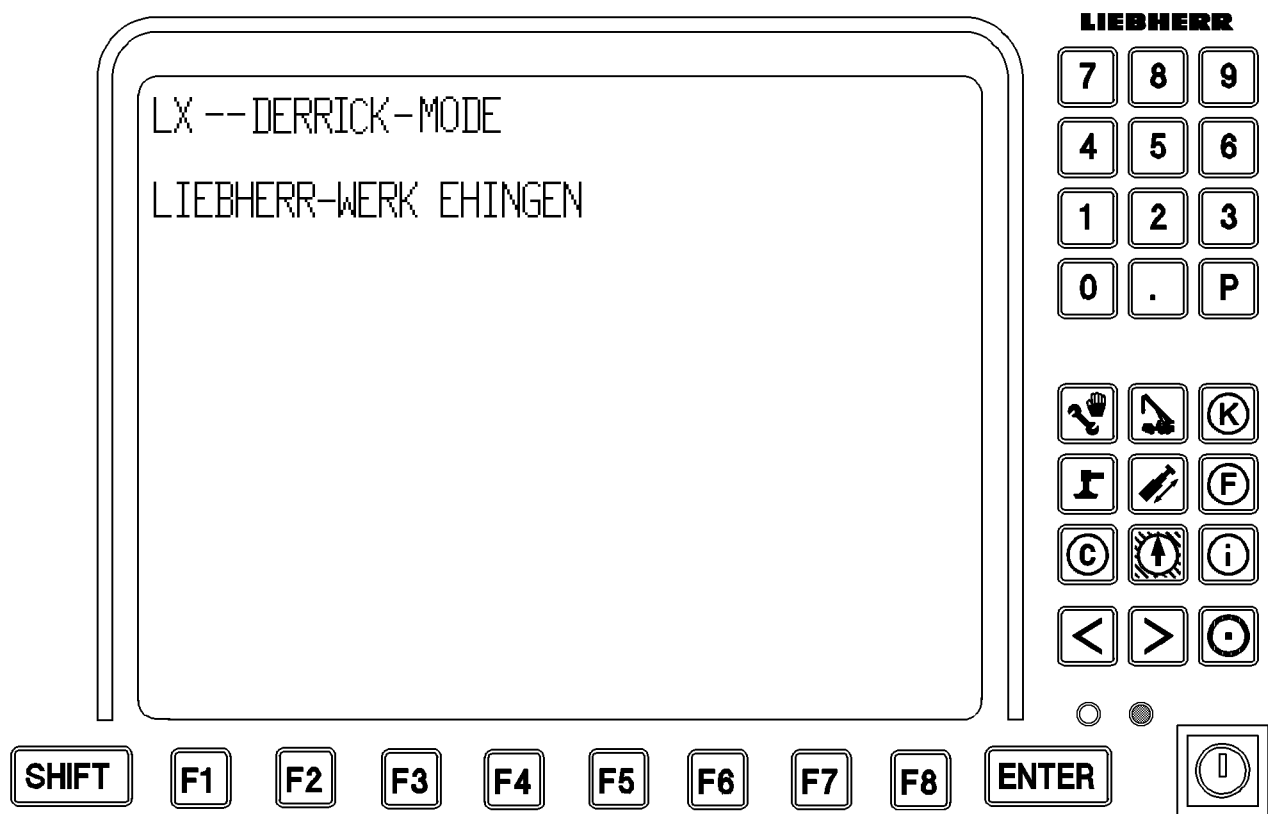 LIEBHERR
LX --DERRICK-MODE
LIEBHERR-WERK EHINGEN
7 8 9
4 5 6
1 2 3
0 . P
K
F
C i
< >
SHIFT F1 F2 F3 F4 F5 F6 F7 F8 ENTER